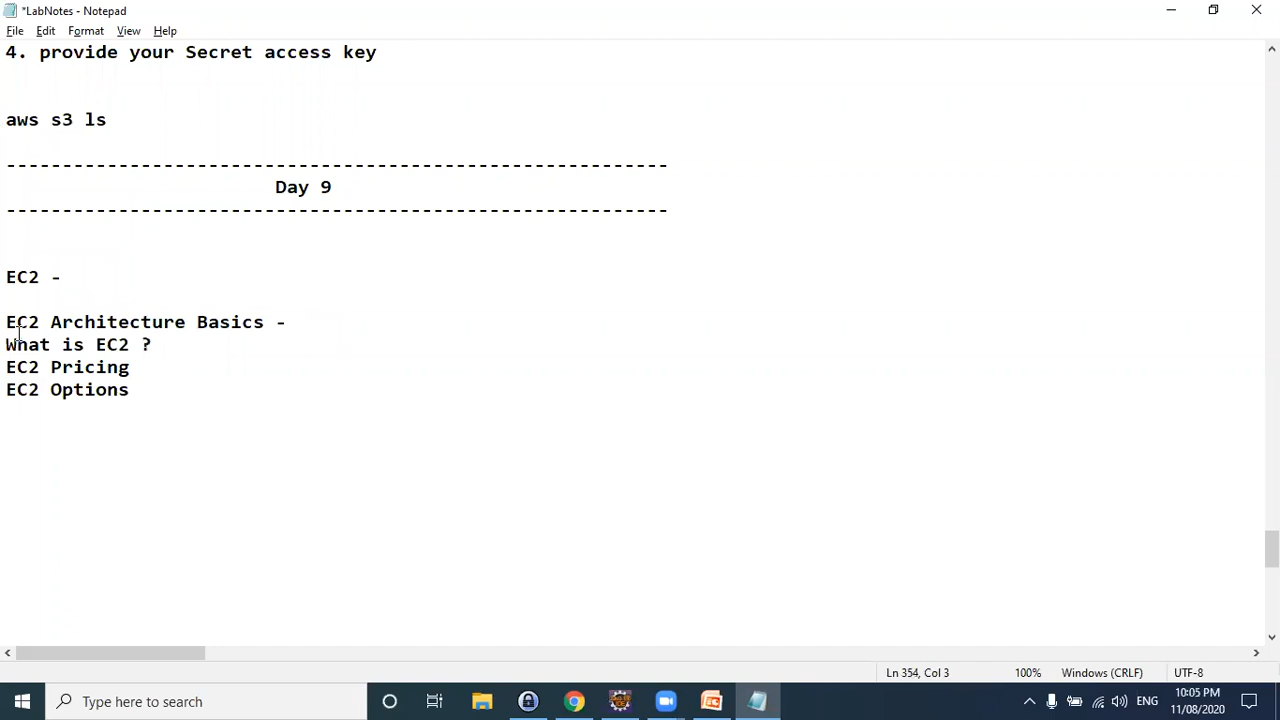 *LabNotes - Notepad
File Edit Format View Help
4. provide your Secret access key
aws s3 ls
-----------------------------------------------------------
Day 9
-----------------------------------------------------------
EC2 -
EC2 Architecture Basics -
What is EC2 ?
EC2 Pricing
EC2 Options
Ln 354, Col 3 100% Windows (CRLF) UTF-8
Type here to search
EC
ENG
10:05 PM
11/08/2020